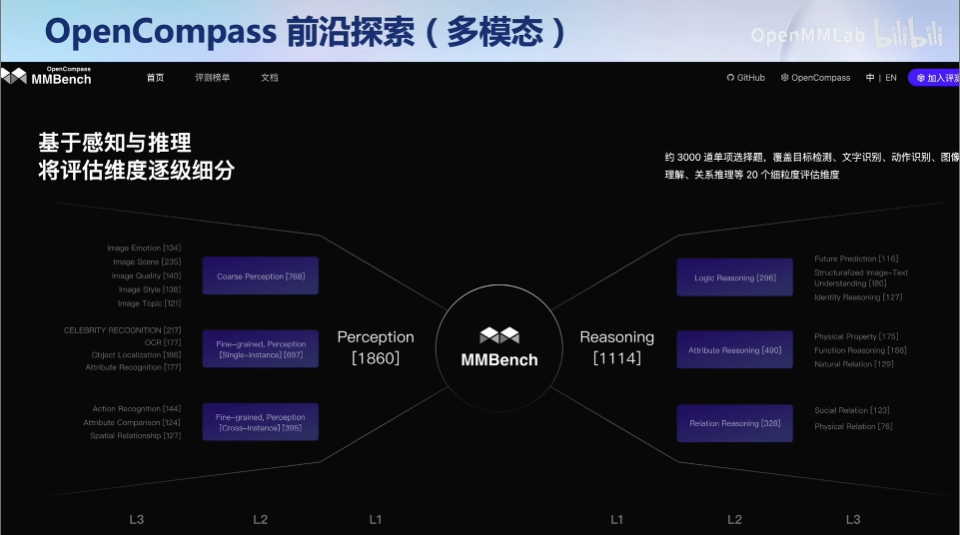 OpenCompass 前沿探索（多模态）
OpenMMLab bilibili
OpenCompass
MMBench
首页
评测榜单
文档
GitHub
OpenCompass
中 | EN
加入评测
基于感知与推理
将评估维度逐级细分
约 3000 道单项选择题，覆盖目标检测、文字识别、动作识别、图像
理解、关系推理等 20 个细粒度评估维度
Image Emotion [134]
Image Scene [235]
Image Quality [140]
Image Style [138]
Image Topic [121]
Coarse Perception [768]
CELEBRITY RECOGNITION [217]
OCR [177]
Object Localization [186]
Attribute Recognition [177]
Fine-grained, Perception
[Single-Instance] [697]
Action Recognition [144]
Attribute Comparison [124]
Spatial Relationship [127]
Fine-grained, Perception
[Cross-Instance] [395]
Perception
[1860]
MMBench
Reasoning
[1114]
Logic Reasoning [296]
Future Prediction [116]
Structuralized Image-Text
Understanding [180]
Identity Reasoning [127]
Attribute Reasoning [490]
Physical Property [175]
Function Reasoning [188]
Natural Relation [129]
Relation Reasoning [328]
Social Relation [123]
Physical Relation [76]
L3
L2
L1
L1
L2
L3